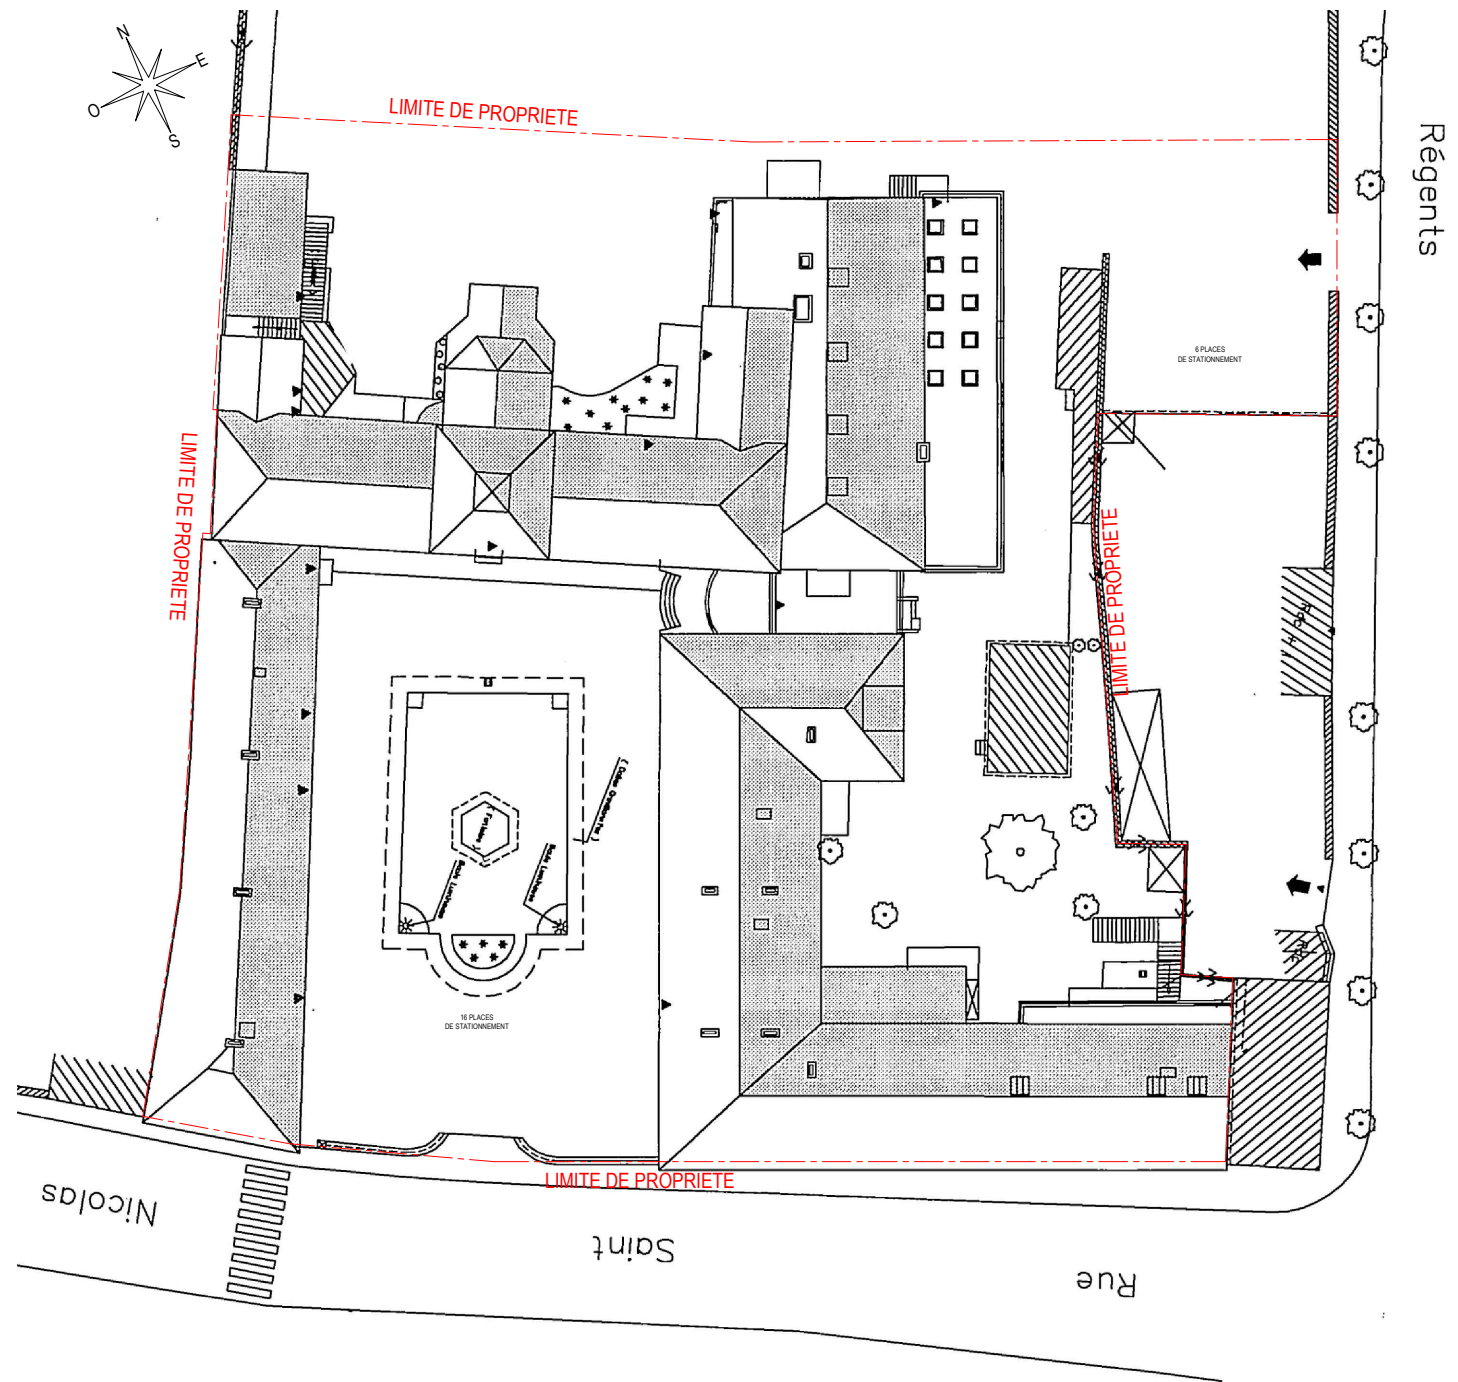 N
E
O
S
LIMITE DE PROPRIETE
Régents
6 PLACES
DE STATIONNEMENT
LIMITE DE PROPRIETE
LIMITE DE PROPRIETE
16 PLACES
DE STATIONNEMENT
LIMITE DE PROPRIETE
Rue
Saint
Nicolas